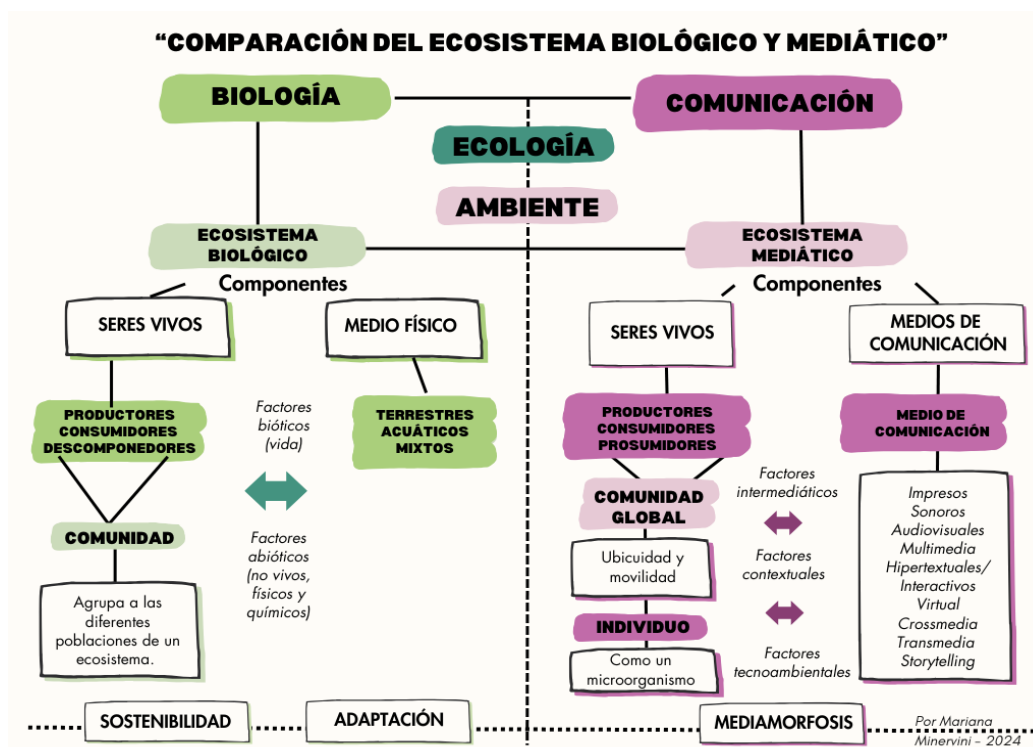 “COMPARACIÓN DEL ECOSISTEMA BIOLÓGICO Y MEDIÁTICO”
BIOLOGÍA
COMUNICACIÓN
ECOLOGÍA
AMBIENTE
ECOSISTEMA
BIOLÓGICO
Componentes
SERES VIVOS
MEDIO FÍSICO
PRODUCTORES
CONSUMIDORES
DESCOMPONEDORES
Factores
bióticos
(vida)
TERRESTRES
ACUÁTICOS
MIXTOS
COMUNIDAD
Factores
abióticos
(no vivos,
físicos y
químicos)
Agrupa a las
diferentes
poblaciones de un
ecosistema.
SOSTENIBILIDAD
ADAPTACIÓN
ECOSISTEMA
MEDIÁTICO
Componentes
SERES VIVOS
MEDIOS DE
COMUNICACIÓN
PRODUCTORES
CONSUMIDORES
PROSUMIDORES
MEDIO DE
COMUNICACIÓN
COMUNIDAD
GLOBAL
Ubicuidad y
movilidad
INDIVIDUO
Como un
microorganismo
Factores
intermediáticos
Factores
contextuales
Factores
tecnoambientales
Impresos
Sonoros
Audiovisuales
Multimedia
Hipertextuales/
Interactivos
Virtual
Crossmedia
Transmedia
Storytelling
MEDIAMORFOSIS
Por Mariana
Minervini - 2024